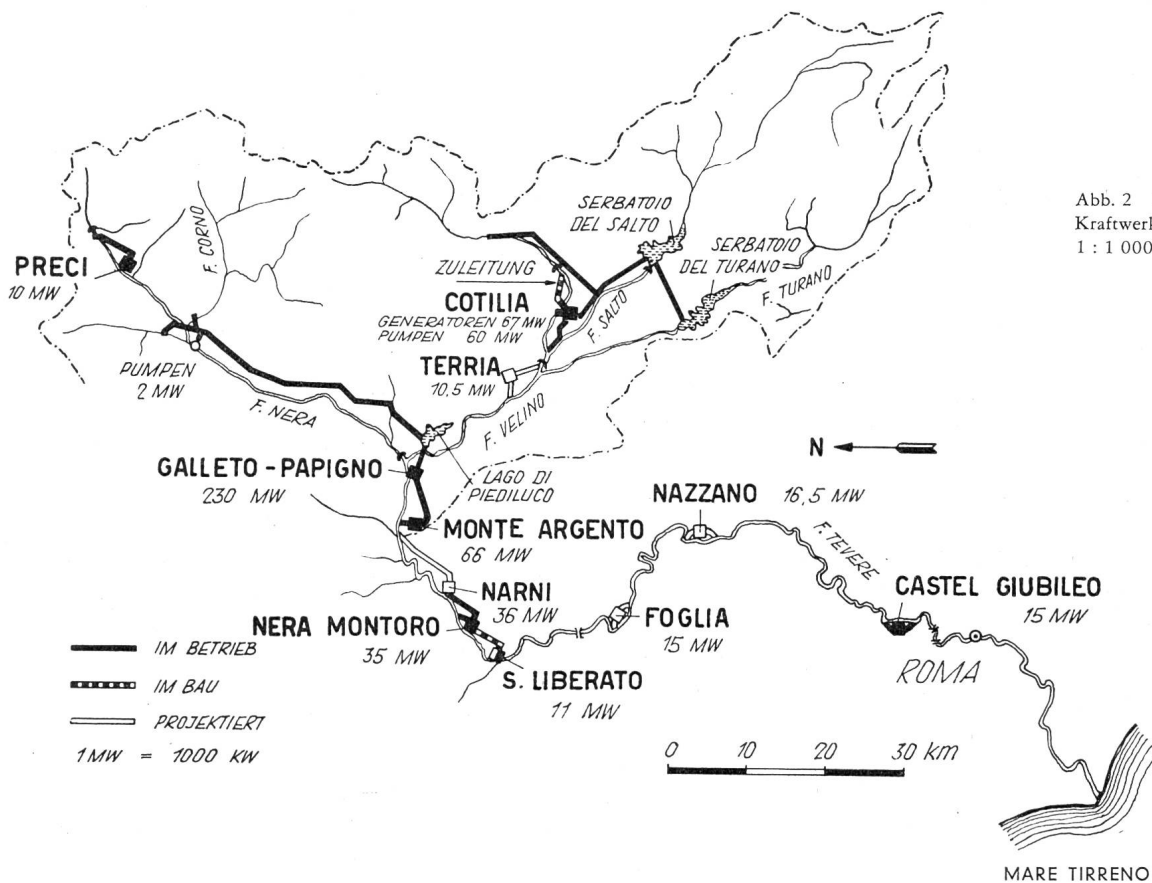 Abb. 2
Kraftwerk
1 : 1 000
SERBATOIO
DEL SALTO
SERBATOIO
DEL TURANO
F. TURANO
F. CORNO
PRECI
10 MW
ZULEITUNG
COTILIA
GENERATOREN 67 MW
PUMPEN 60 MW
F. SALTO
TERRIA
10,5 MW
PUMPEN
2 MW
F. NERA
F. VELINO
GALLETO - PAPIGNO
230 MW
LAGO DI
PIEDILUCO
N
NAZZANO 16,5 MW
MONTE ARGENTO
66 MW
F. TEVERE
NARNI
36 MW
CASTEL GIUBILEO
15 MW
NERA MONTORO
35 MW
FOGLIA
15 MW
ROMA
S. LIBERATO
11 MW
IM BETRIEB
IM BAU
PROJEKTIERT
1 MW = 1000 KW
0 10 20 30 km
MARE TIRRENO